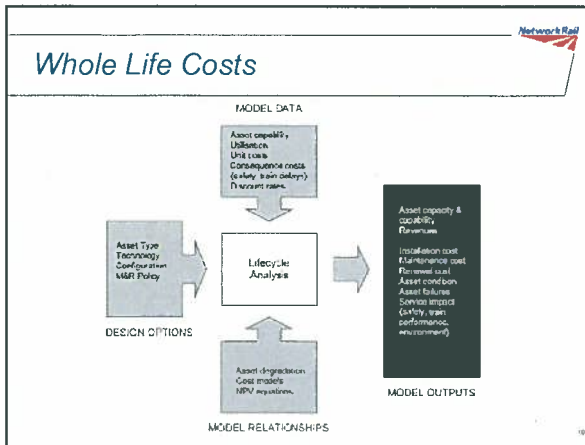 Network Rail
Whole Life Costs
MODEL DATA
Asset capability
Utilisation
Unit costs
Consequence costs
(safety, train delays)
Discount rates
Asset Type
Technology
Configuration
M&R Policy
DESIGN OPTIONS
Lifecycle
Analysis
Asset degradation
Cost models
NPV equations
MODEL RELATIONSHIPS
Asset capacity &
capability
Revenues
Installation cost
Maintenance cost
Renewal cost
Asset condition
Asset failures
Service impact
(safety, train
performance,
environment)
MODEL OUTPUTS